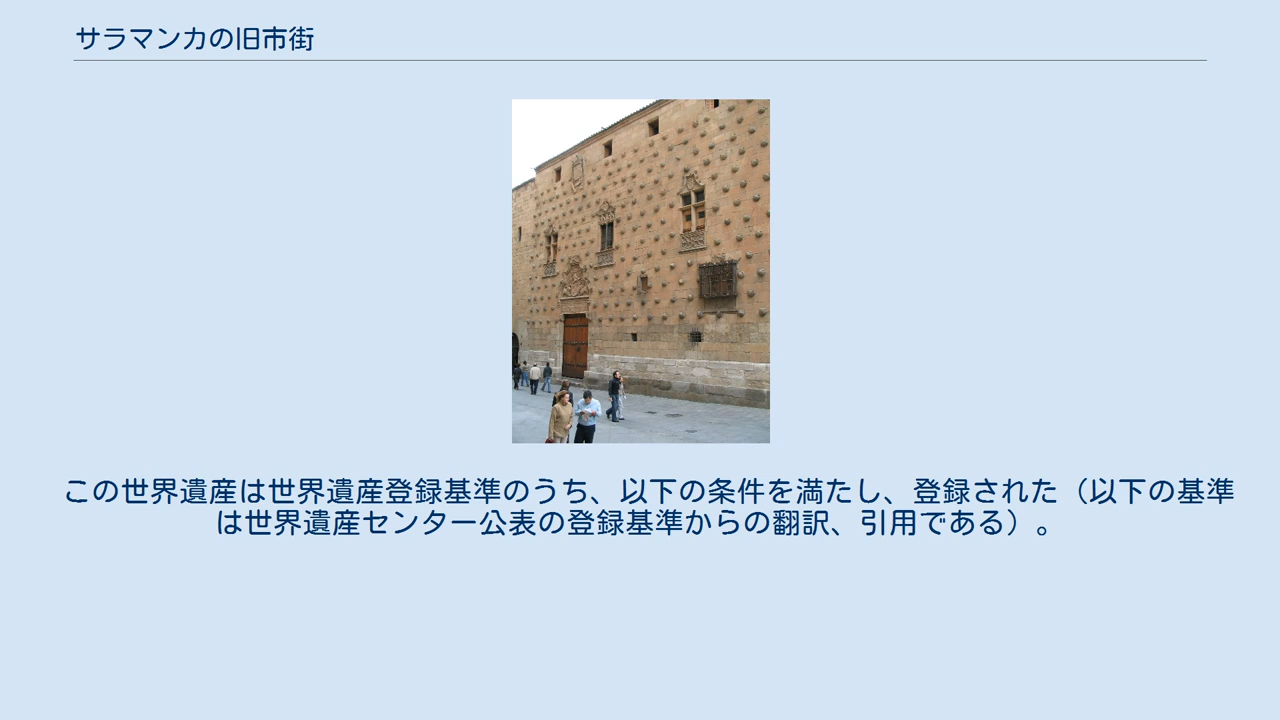 サラマンカの旧市街
この世界遺産は世界遺産登録基準のうち、以下の条件を満たし、登録された（以下の基準
は世界遺産センター公表の登録基準からの翻訳、引用である）。